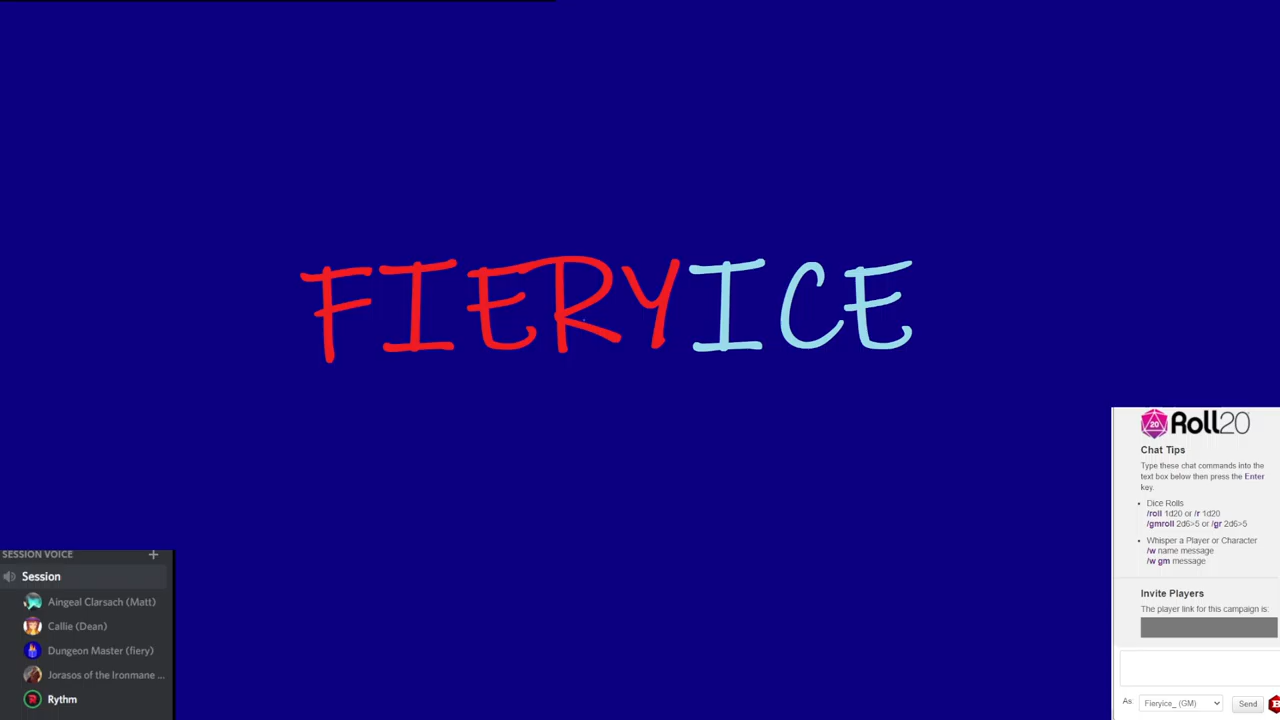 FIERYICE
20
Roll20
Chat Tips
Type these chat commands into the
text box below then press the Enter
key.
• Dice Rolls
/roll 1d20 or /r 1d20
/gmroll 2d6>5 or /gr 2d6>5
• Whisper a Player or Character
/w name message
/w gm message
Invite Players
The player link for this campaign is:
As: Fieryice_ (GM) Send
SESSION VOICE
Session
Aingeal Clarsach (Matt)
Callie (Dean)
Dungeon Master (fiery)
Jorasos of the Ironmane ...
Rythm